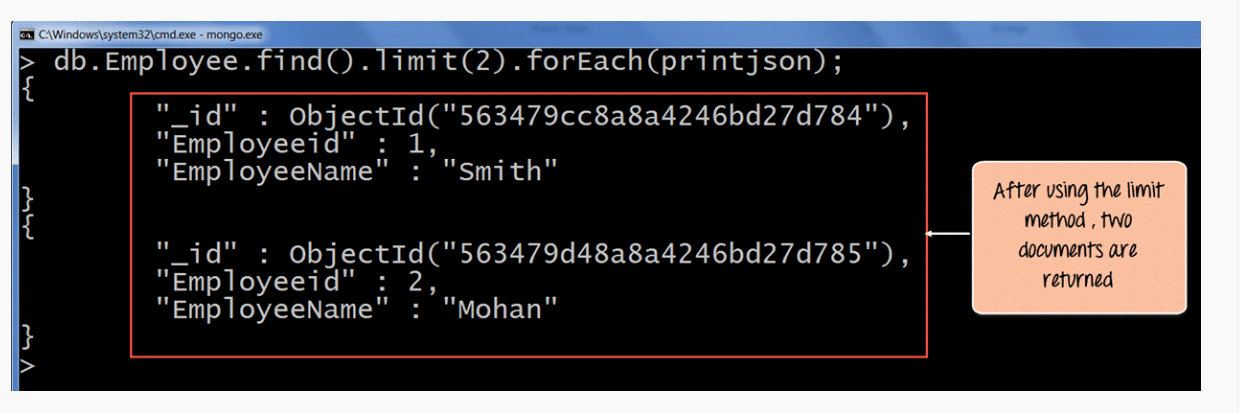 C:\Windows\system32\cmd.exe - mongo.exe
> db.Employee.find().limit(2).forEach(printjson);
{
"_id" : ObjectId("563479cc8a8a4246bd27d784"),
"Employeeid" : 1,
"EmployeeName" : "Smith"
}
{
"_id" : ObjectId("563479d48a8a4246bd27d785"),
"Employeeid" : 2,
"EmployeeName" : "Mohan"
}
>
After using the limit
method , two
documents are
returned